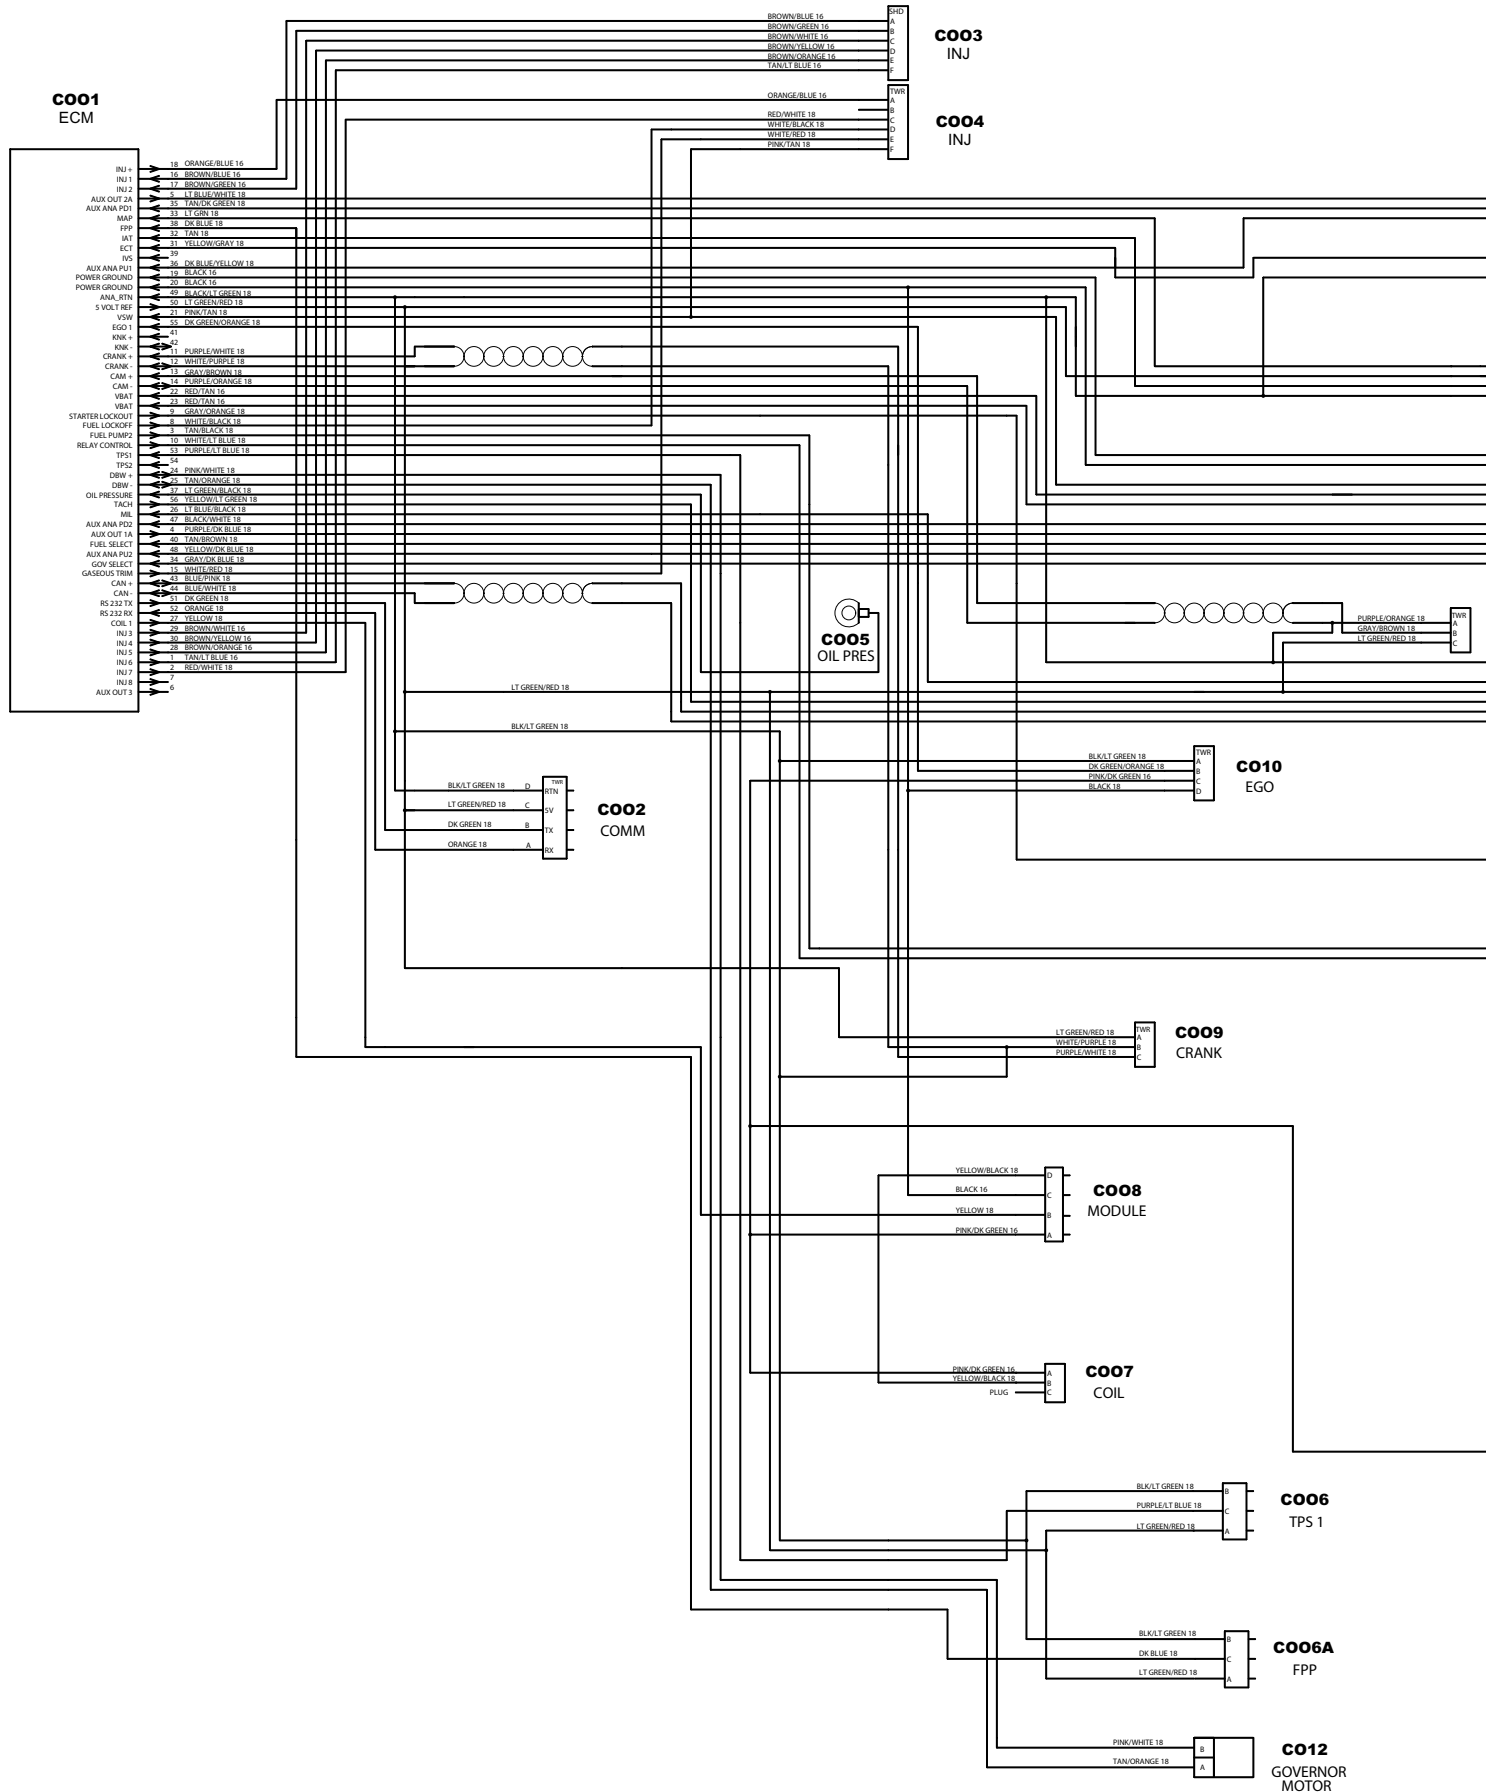 COO1
ECM
INJ + 18 ORANGE/BLUE 16
INJ 1 16 BROWN/BLUE 16
INJ 2 17 BROWN/GREEN 16
AUX OUT 2A 5 LT BLUE/WHITE 18
AUX ANA PD1 35 TAN/DK GREEN 18
MAP 33 LT GRN 18
FPP 38 DK BLUE 18
IAT 32 TAN 18
ECT 31 YELLOW/GRAY 18
IVS 39
AUX ANA PU1 36 DK BLUE/YELLOW 18
POWER GROUND 19 BLACK 16
POWER GROUND 20 BLACK 16
ANA_RTN 49 BLACK/LT GREEN 18
5 VOLT REF 50 LT GREEN/RED 18
VSW 21 PINK/TAN 18
EGO 1 55 DK GREEN/ORANGE 18
KNK + 41
KNK - 42
CRANK + 11 PURPLE/WHITE 18
CRANK - 12 WHITE/PURPLE 18
CAM + 13 GRAY/BROWN 18
CAM - 14 PURPLE/ORANGE 18
VBAT 22 RED/TAN 16
VBAT 23 RED/TAN 16
STARTER LOCKOUT 9 GRAY/ORANGE 18
FUEL LOCKOFF 8 WHITE/BLACK 18
FUEL PUMP2 3 TAN/BLACK 18
RELAY CONTROL 10 WHITE/LT BLUE 18
TPS1 53 PURPLE/LT BLUE 18
TPS2 54
DBW + 24 PINK/WHITE 18
DBW - 25 TAN/ORANGE 18
OIL PRESSURE 37 LT GREEN/BLACK 18
TACH 56 YELLOW/LT GREEN 18
MIL 26 LT BLUE/BLACK 18
AUX ANA PD2 47 BLACK/WHITE 18
AUX OUT 1A 4 PURPLE/DK BLUE 18
FUEL SELECT 40 TAN/BROWN 18
AUX ANA PU2 48 YELLOW/DK BLUE 18
GOV SELECT 34 GRAY/DK BLUE 18
GASEOUS TRIM 15 WHITE/RED 18
CAN + 43 BLUE/PINK 18
CAN - 44 BLUE/WHITE 18
RS 232 TX 51 DK GREEN 18
RS 232 RX 52 ORANGE 18
COIL 1 27 YELLOW 18
INJ 3 29 BROWN/WHITE 16
INJ 4 30 BROWN/YELLOW 16
INJ 5 28 BROWN/ORANGE 16
INJ 6 1 TAN/LT BLUE 16
INJ 7 2 RED/WHITE 18
INJ 8 7
AUX OUT 3 6
SHD
BROWN/BLUE 16 A
BROWN/GREEN 16 B
BROWN/WHITE 16 C
BROWN/YELLOW 16 D
BROWN/ORANGE 16 E
TAN/LT BLUE 16 F
COO3
INJ
TWR
ORANGE/BLUE 16 A
B
RED/WHITE 18 C
WHITE/BLACK 18 D
WHITE/RED 18 E
PINK/TAN 18 F
COO4
INJ
COO5
OIL PRES
TWR
PURPLE/ORANGE 18 A
GRAY/BROWN 18 B
LT GREEN/RED 18 C
LT GREEN/RED 18
BLK/LT GREEN 18
TWR
BLK/LT GREEN 18 A
DK GREEN/ORANGE 18 B
PINK/DK GREEN 16 C
BLACK 18 D
CO10
EGO
TWR
BLK/LT GREEN 18 D RTN
LT GREEN/RED 18 C 5V
DK GREEN 18 B TX
ORANGE 18 A RX
COO2
COMM
TWR
LT GREEN/RED 18 A
WHITE/PURPLE 18 B
PURPLE/WHITE 18 C
COO9
CRANK
YELLOW/BLACK 18 D
BLACK 16 C
YELLOW 18 B
PINK/DK GREEN 16 A
COO8
MODULE
PINK/DK GREEN 16 A
YELLOW/BLACK 18 B
PLUG C
COO7
COIL
BLK/LT GREEN 18 B
PURPLE/LT BLUE 18 C
LT GREEN/RED 18 A
COO6
TPS 1
BLK/LT GREEN 18 B
DK BLUE 18 C
LT GREEN/RED 18 A
COO6A
FPP
PINK/WHITE 18 B
TAN/ORANGE 18 A
CO12
GOVERNOR
MOTOR